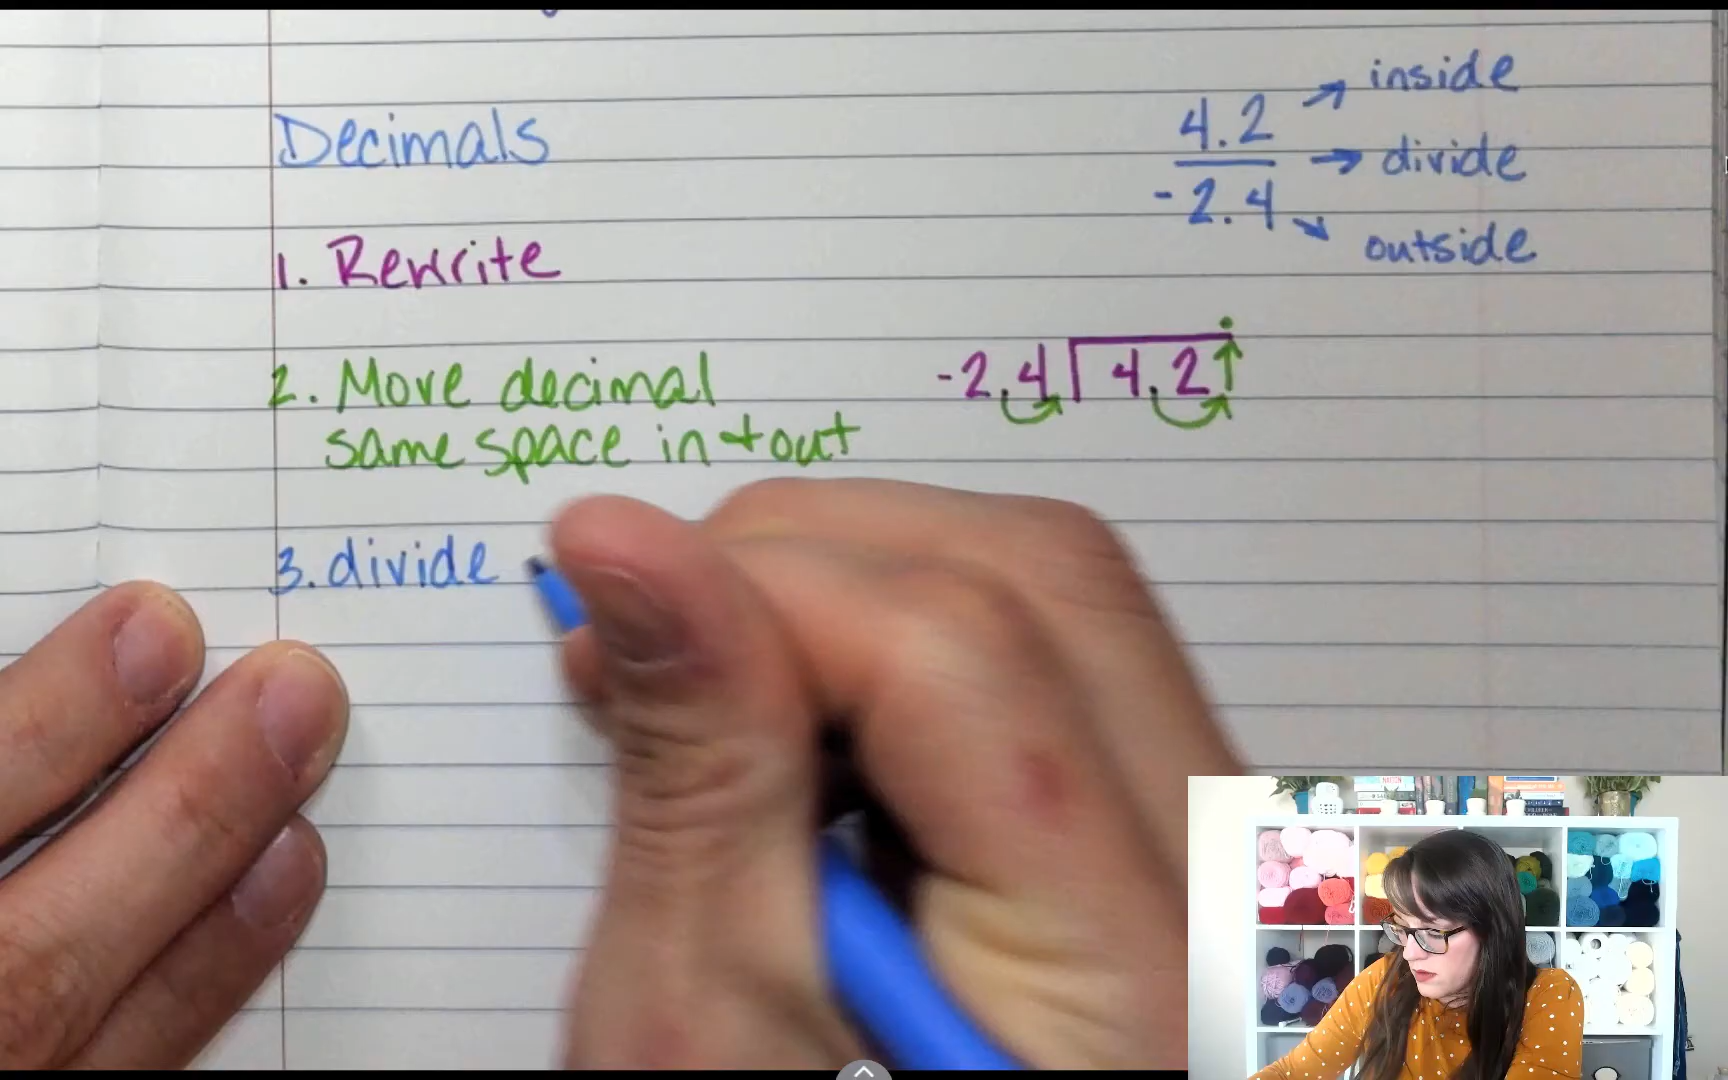 Decimals
4.2 → inside
→ divide
-2.4 → outside
1. Rewrite
2. Move decimal
same space in + out
-2.4 4.2
3. divide